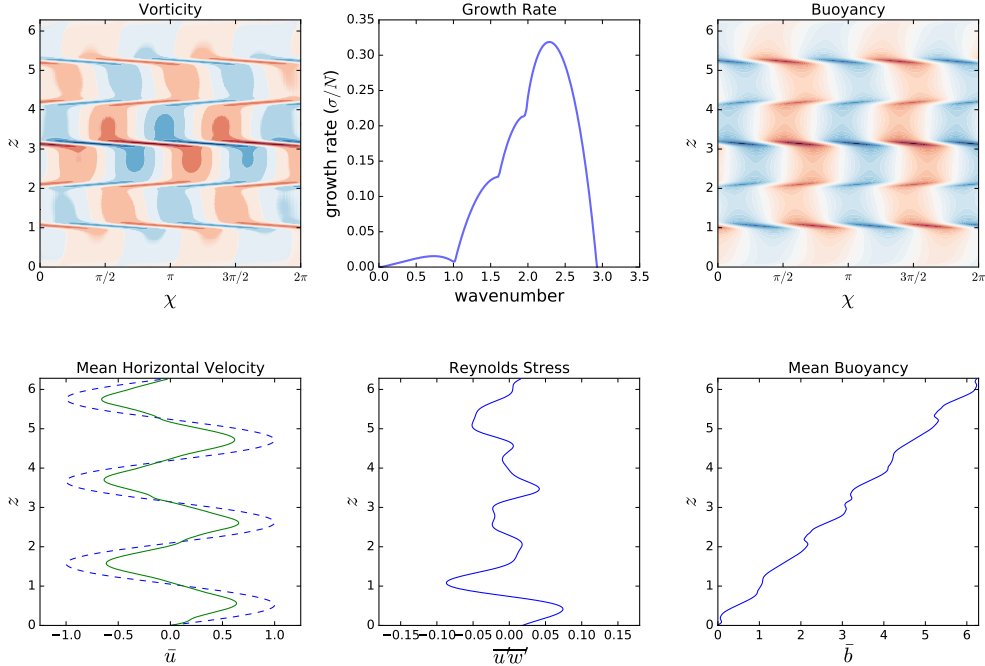 Vorticity
6
5
4
3
2
1
0
z
0 π/2 π 3π/2 2π
χ
Growth Rate
0.35
0.30
0.25
0.20
0.15
0.10
0.05
0.00
growth rate (σ/N)
0.0 0.5 1.0 1.5 2.0 2.5 3.0 3.5
wavenumber
Buoyancy
6
5
4
3
2
1
0
z
0 π/2 π 3π/2 2π
χ
Mean Horizontal Velocity
6
5
4
3
2
1
0
z
−1.0 −0.5 0.0 0.5 1.0
ū
Reynolds Stress
6
5
4
3
2
1
0
z
−0.15 −0.10 −0.05 0.00 0.05 0.10 0.15
u′w′
Mean Buoyancy
6
5
4
3
2
1
0
z
0 1 2 3 4 5 6
b̄